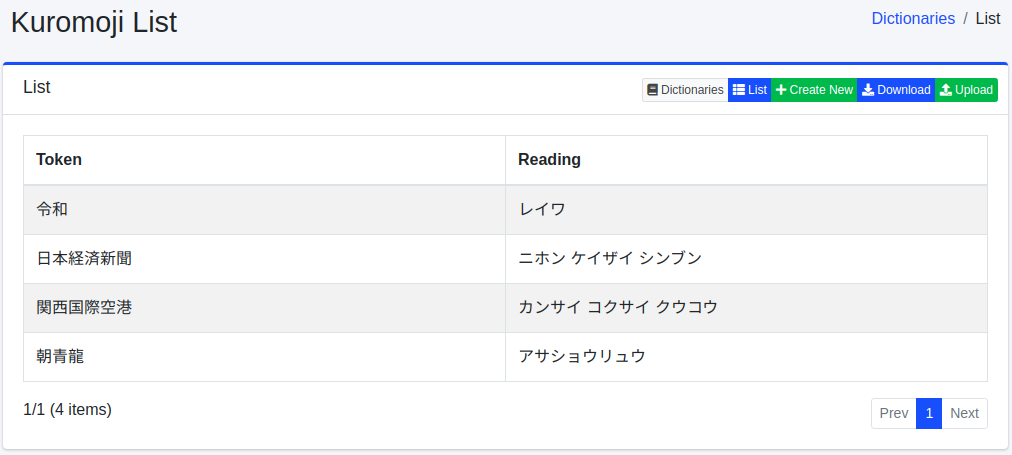 Kuromoji List
Dictionaries / List
List
Dictionaries List Create New Download Upload
Token Reading
令和 レイワ
日本経済新聞 ニホン ケイザイ シンブン
関西国際空港 カンサイ コクサイ クウコウ
朝青龍 アサショウリュウ
1/1 (4 items)
Prev 1 Next